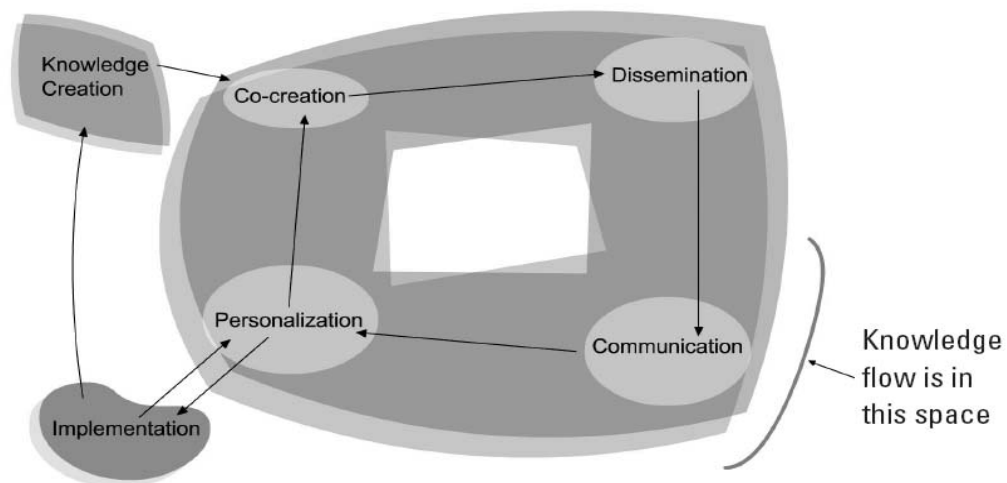 Knowledge
Creation
Co-creation
Dissemination
Personalization
Communication
Implementation
Knowledge
flow is in
this space